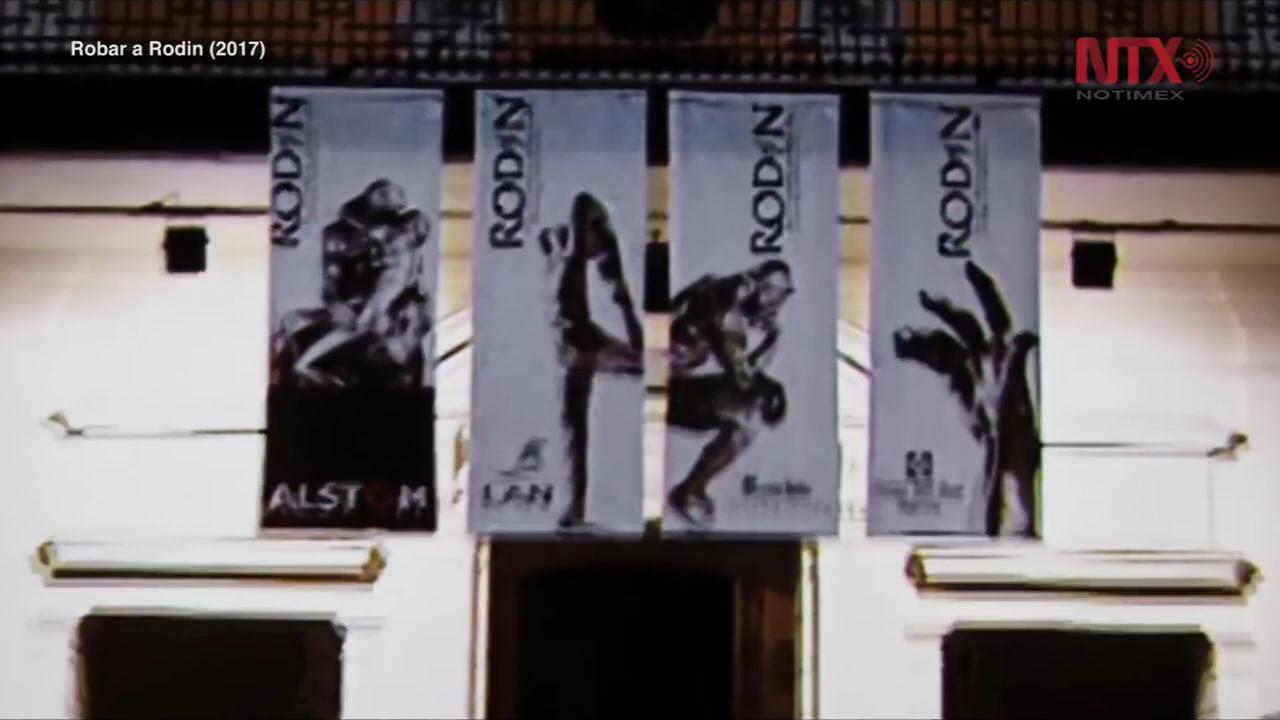 Robar a Rodin (2017)
NTX
NOTIMEX
RODIN
RODIN
RODIN
RODIN
ALSTOM
LAN